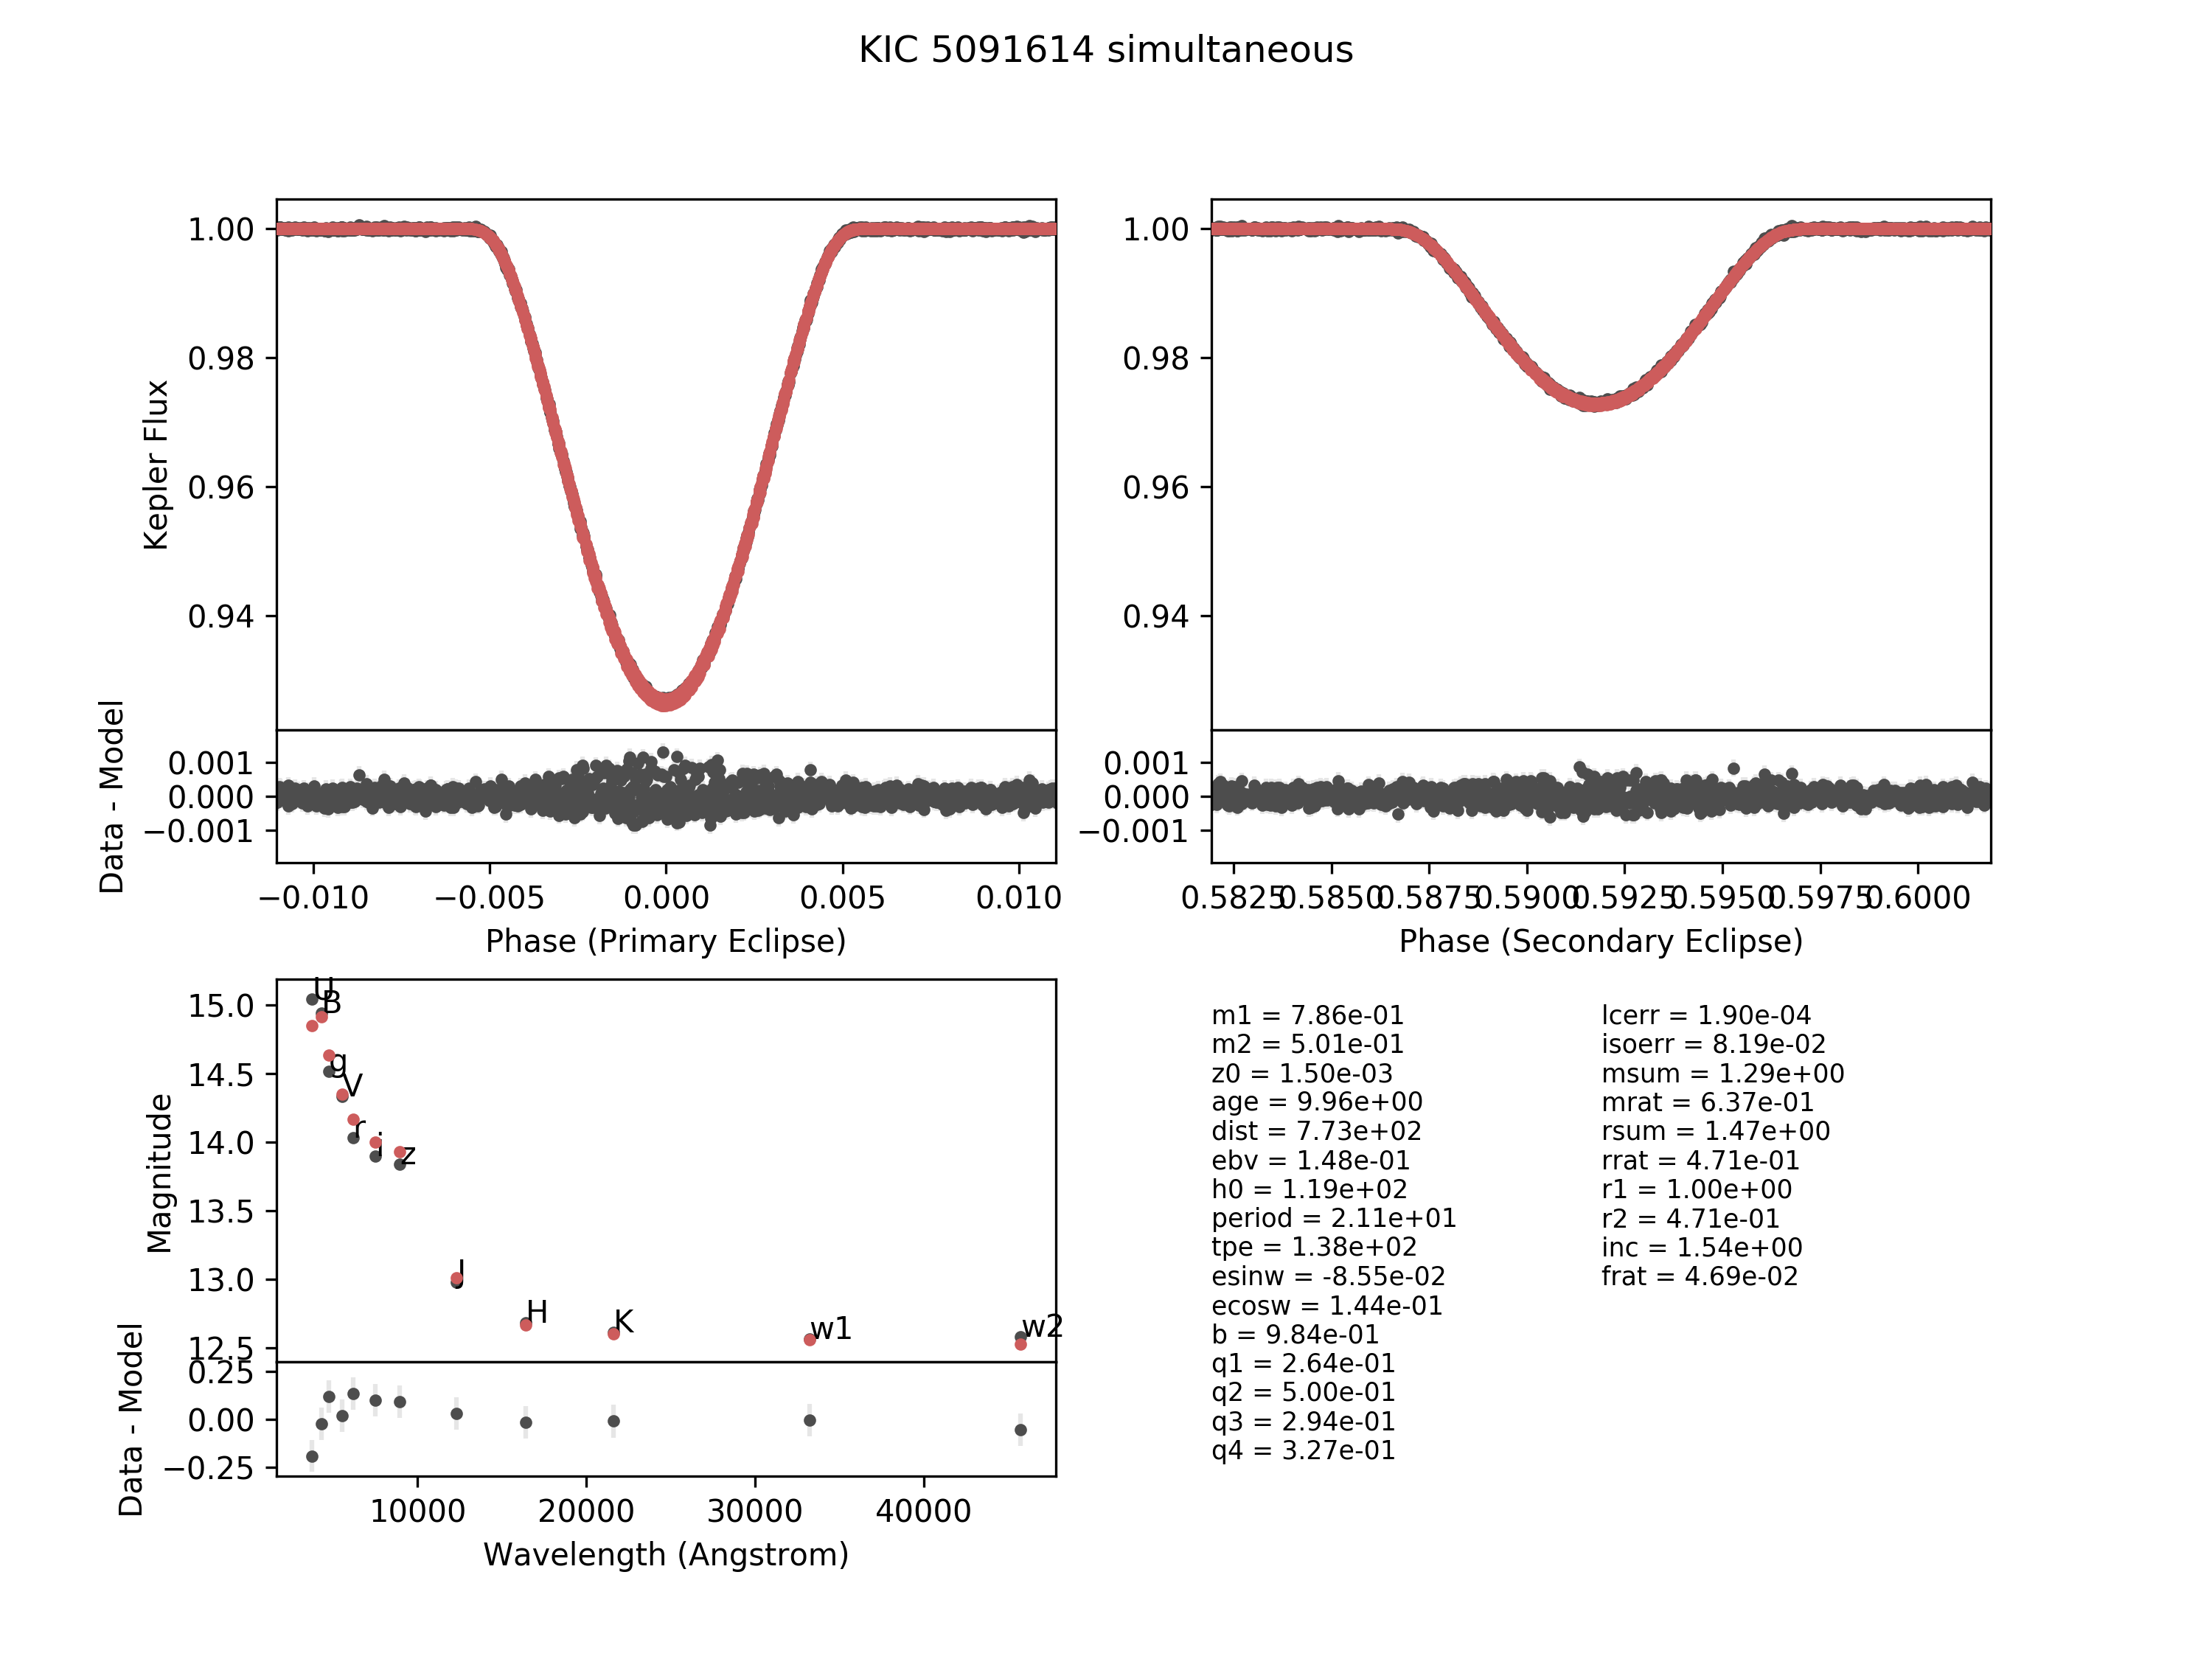 KIC 5091614 simultaneous
1.00
0.98
0.96
0.94
Kepler Flux
0.001
0.000
−0.001
Data - Model
−0.010 −0.005 0.000 0.005 0.010
Phase (Primary Eclipse)
1.00
0.98
0.96
0.94
0.001
0.000
−0.001
0.5825 0.5850 0.5875 0.5900 0.5925 0.5950 0.5975 0.6000
Phase (Secondary Eclipse)
15.0
14.5
14.0
13.5
13.0
12.5
Magnitude
U
B
g
V
r
i
z
J
H
K
w1
w2
0.25
0.00
−0.25
Data - Model
10000 20000 30000 40000
Wavelength (Angstrom)
m1 = 7.86e-01
m2 = 5.01e-01
z0 = 1.50e-03
age = 9.96e+00
dist = 7.73e+02
ebv = 1.48e-01
h0 = 1.19e+02
period = 2.11e+01
tpe = 1.38e+02
esinw = -8.55e-02
ecosw = 1.44e-01
b = 9.84e-01
q1 = 2.64e-01
q2 = 5.00e-01
q3 = 2.94e-01
q4 = 3.27e-01
lcerr = 1.90e-04
isoerr = 8.19e-02
msum = 1.29e+00
mrat = 6.37e-01
rsum = 1.47e+00
rrat = 4.71e-01
r1 = 1.00e+00
r2 = 4.71e-01
inc = 1.54e+00
frat = 4.69e-02